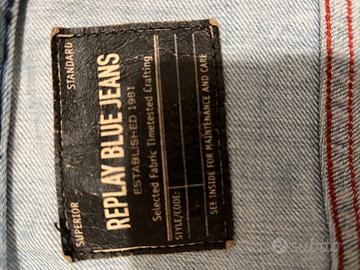 SUPERIOR STANDARD
REPLAY BLUE JEANS
ESTABLISHED 1981
Selected Fabric Timetested Crafting
STYLE/CODE:
SEE INSIDE FOR MAINTENANCE AND CARE
subito